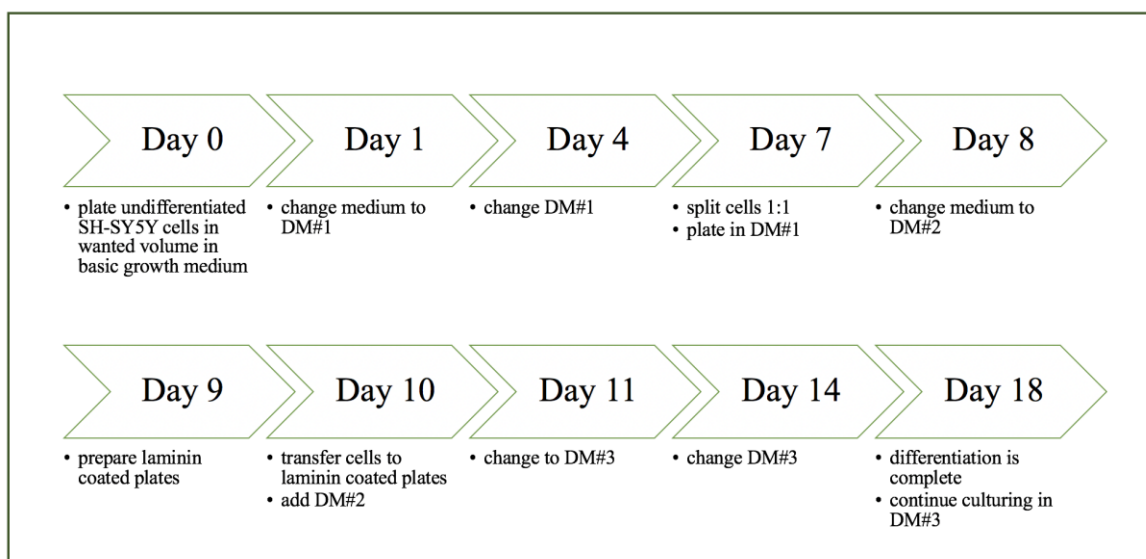 Day 0
Day 1
Day 4
Day 7
Day 8
• plate undifferentiated
SH-SY5Y cells in
wanted volume in
basic growth medium
• change medium to
DM#1
• change DM#1
• split cells 1:1
• plate in DM#1
• change medium to
DM#2
Day 9
Day 10
Day 11
Day 14
Day 18
• prepare laminin
coated plates
• transfer cells to
laminin coated plates
• add DM#2
• change to DM#3
• change DM#3
• differentiation is
complete
• continue culturing in
DM#3